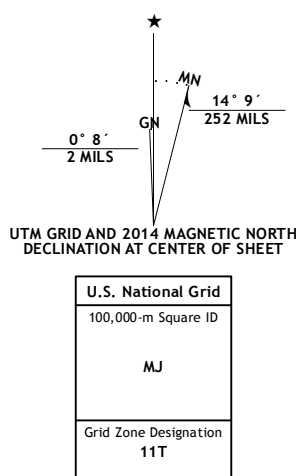 ★
MN
GN
14° 9´
252 MILS
0° 8´
2 MILS
UTM GRID AND 2014 MAGNETIC NORTH
DECLINATION AT CENTER OF SHEET
U.S. National Grid
100,000-m Square ID
MJ
Grid Zone Designation
11T